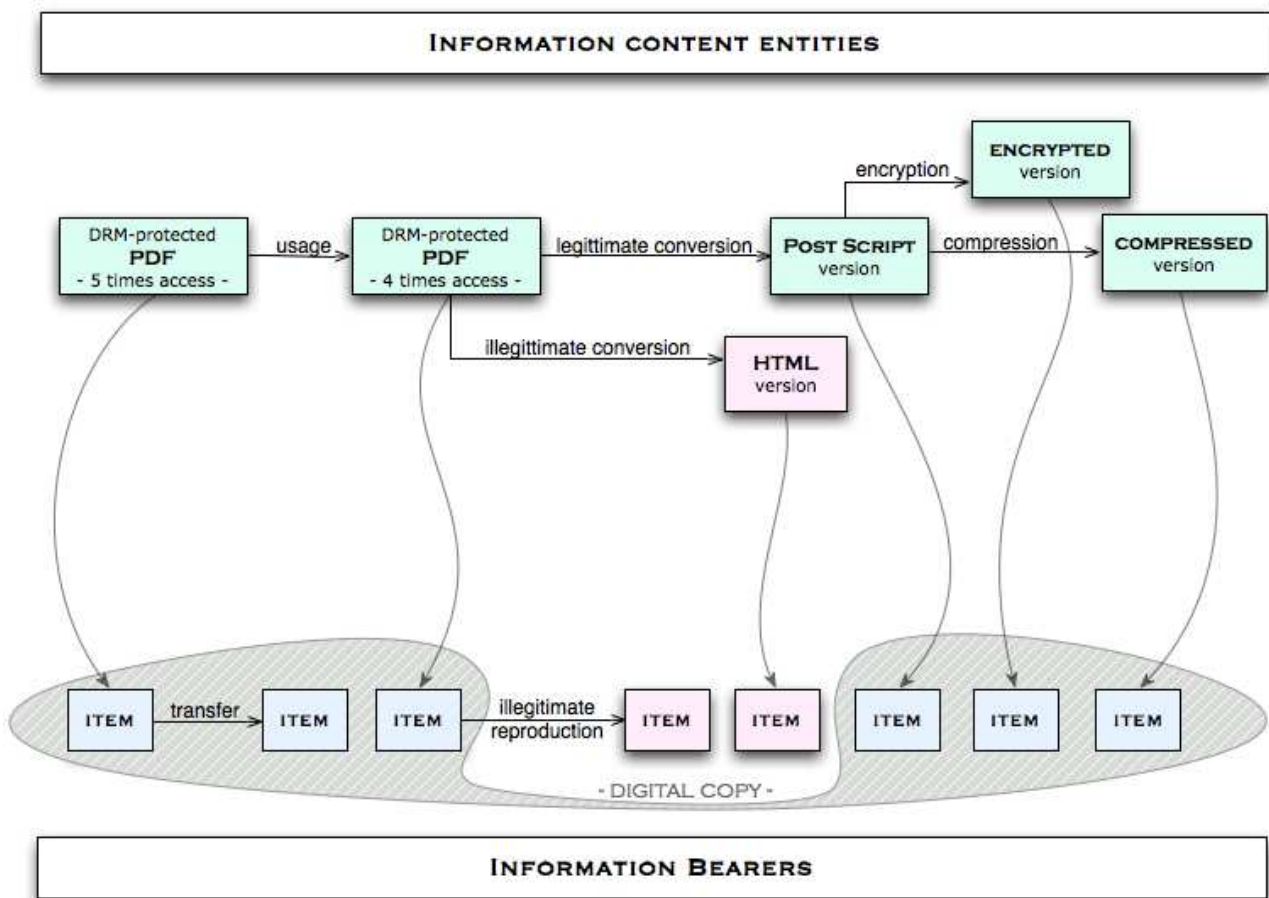 INFORMATION CONTENT ENTITIES
ENCRYPTED
version
encryption
DRM-protected
PDF
- 5 times access -
usage
DRM-protected
PDF
- 4 times access -
legittimate conversion
POST SCRIPT
version
compression
COMPRESSED
version
illegittimate conversion
HTML
version
ITEM
transfer
ITEM
ITEM
illegitimate
reproduction
ITEM
ITEM
ITEM
ITEM
ITEM
- DIGITAL COPY -
INFORMATION BEARERS